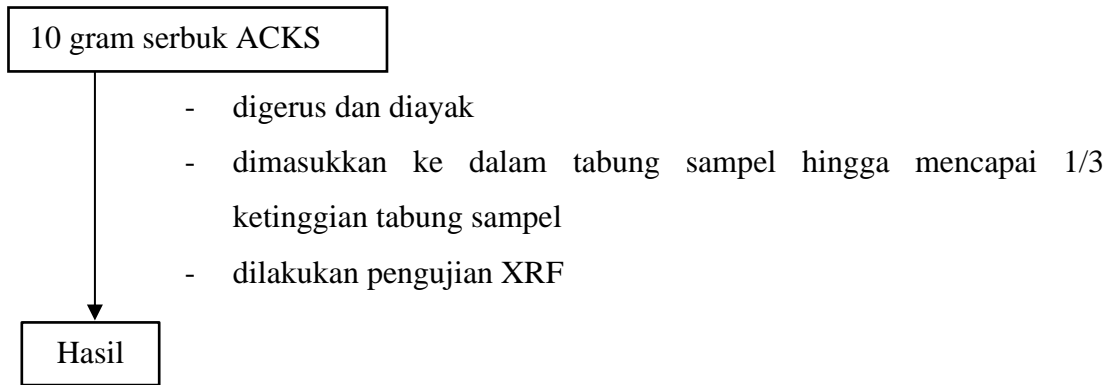 10 gram serbuk ACKS
- digerus dan diayak
- dimasukkan ke dalam tabung sampel hingga mencapai 1/3
ketinggian tabung sampel
- dilakukan pengujian XRF
Hasil